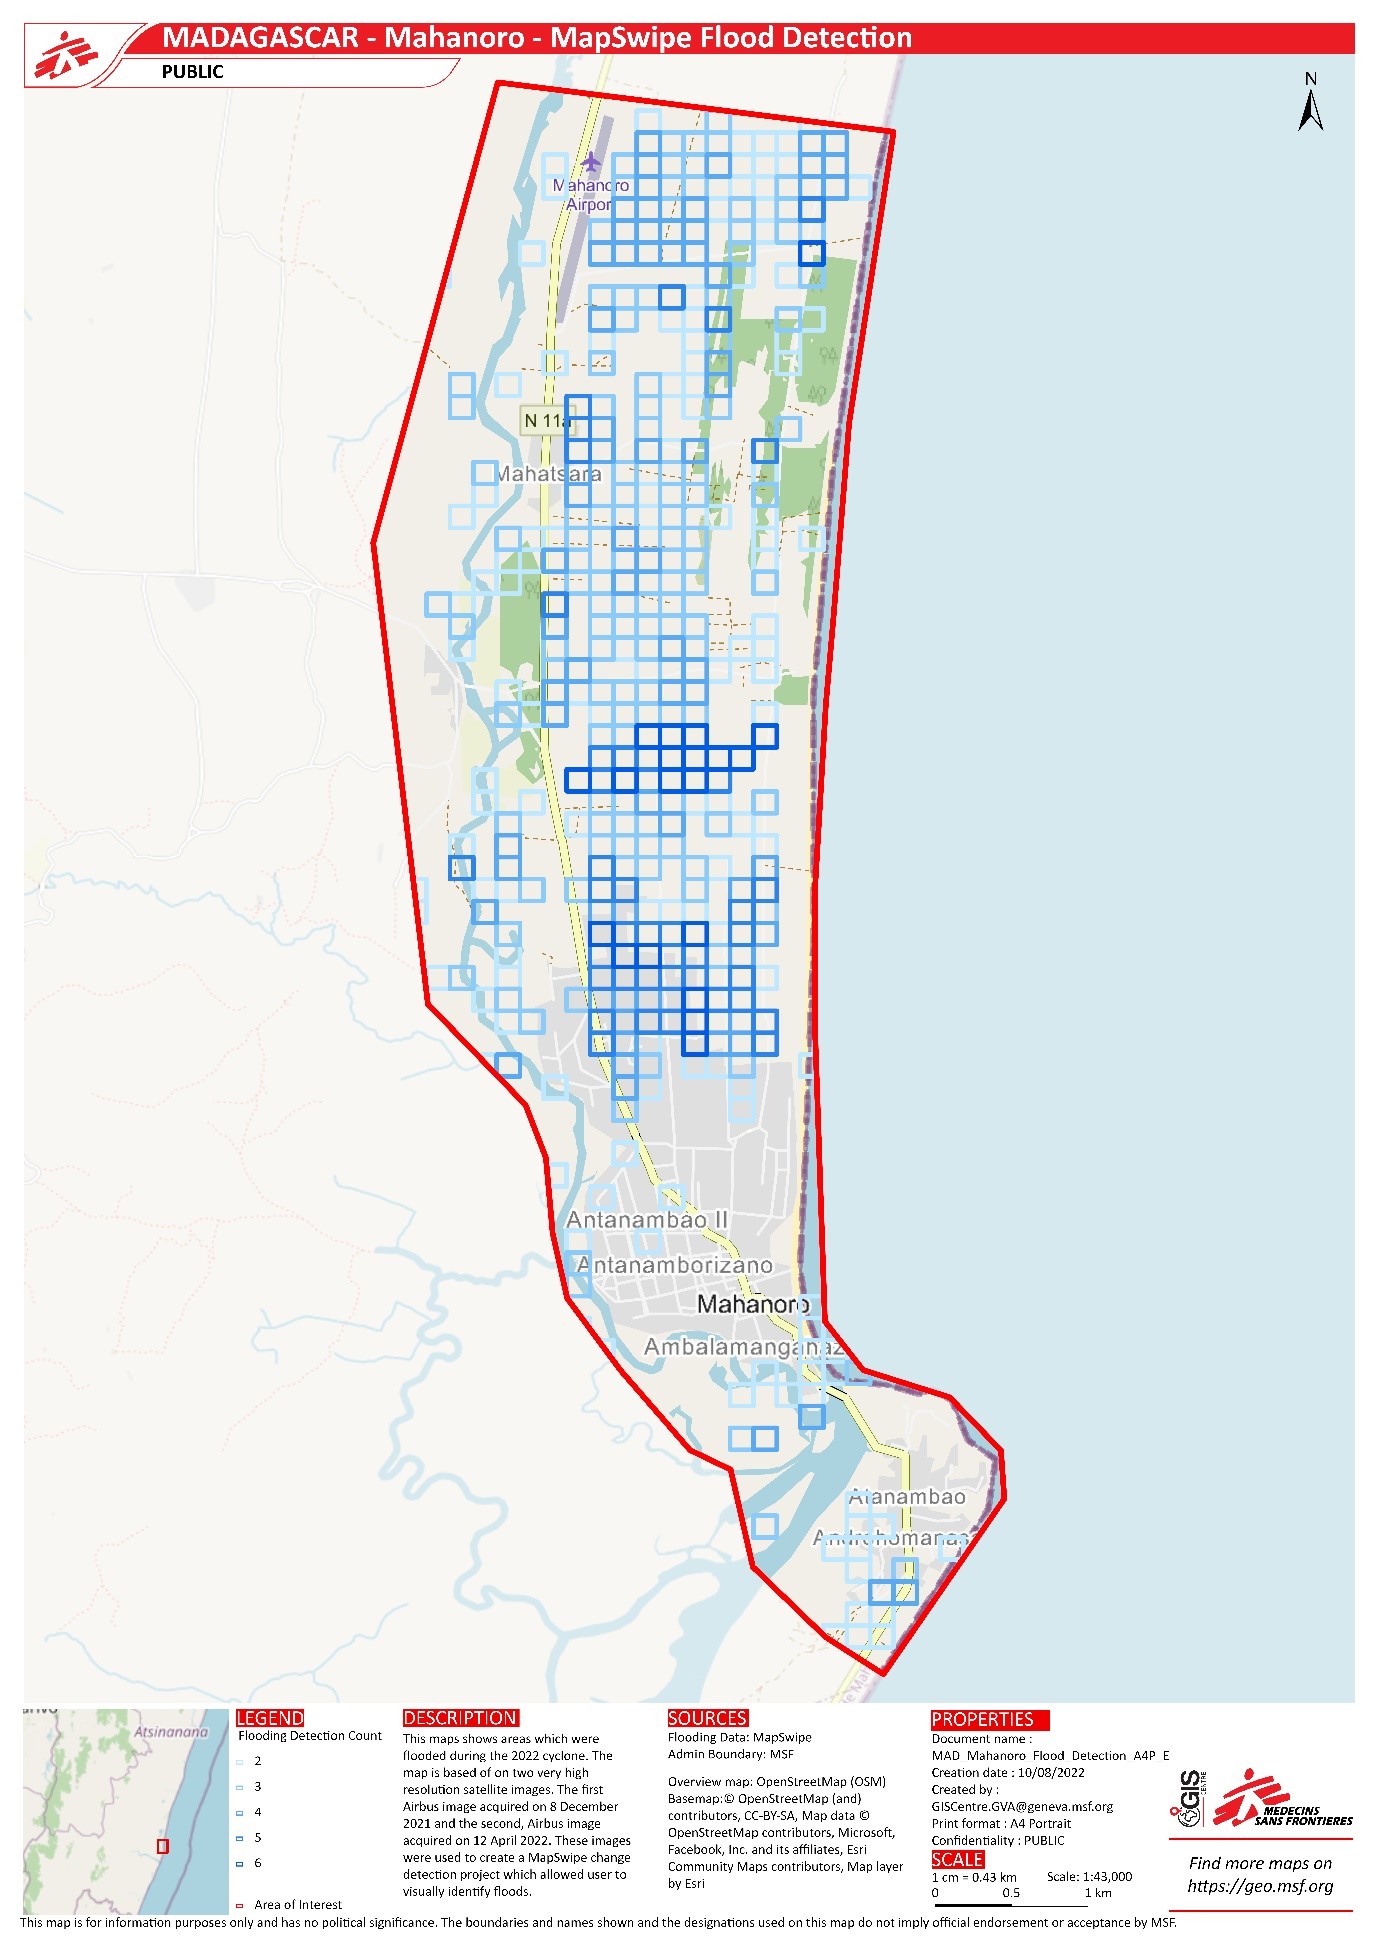 MADAGASCAR - Mahanoro - MapSwipe Flood Detection
PUBLIC
N
Mahanoro
Airpor
N 11a
Mahatsara
Antanambao II
Antanamborizano
Mahanoro
Ambalamanganaz
Atanambao
Androhomanas
Atsinanana
LEGEND
Flooding Detection Count
2
3
4
5
6
Area of Interest
DESCRIPTION
This maps shows areas which were
flooded during the 2022 cyclone. The
map is based of on two very high
resolution satellite images. The first
Airbus image acquired on 8 December
2021 and the second, Airbus image
acquired on 12 April 2022. These images
were used to create a MapSwipe change
detection project which allowed user to
visually identify floods.
SOURCES
Flooding Data: MapSwipe
Admin Boundary: MSF
Overview map: OpenStreetMap (OSM)
Basemap:© OpenStreetMap (and)
contributors, CC-BY-SA, Map data ©
OpenStreetMap contributors, Microsoft,
Facebook, Inc. and its affiliates, Esri
Community Maps contributors, Map layer
by Esri
PROPERTIES
Document name :
MAD_Mahanoro_Flood_Detection_A4P_E
Creation date : 10/08/2022
Created by :
GISCentre.GVA@geneva.msf.org
Print format : A4 Portrait
Confidentiality : PUBLIC
SCALE
1 cm = 0.43 km Scale: 1:43,000
0 0.5 1 km
GIS
CENTRE
MEDECINS
SANS FRONTIERES
Find more maps on
https://geo.msf.org
This map is for information purposes only and has no political significance. The boundaries and names shown and the designations used on this map do not imply official endorsement or acceptance by MSF.